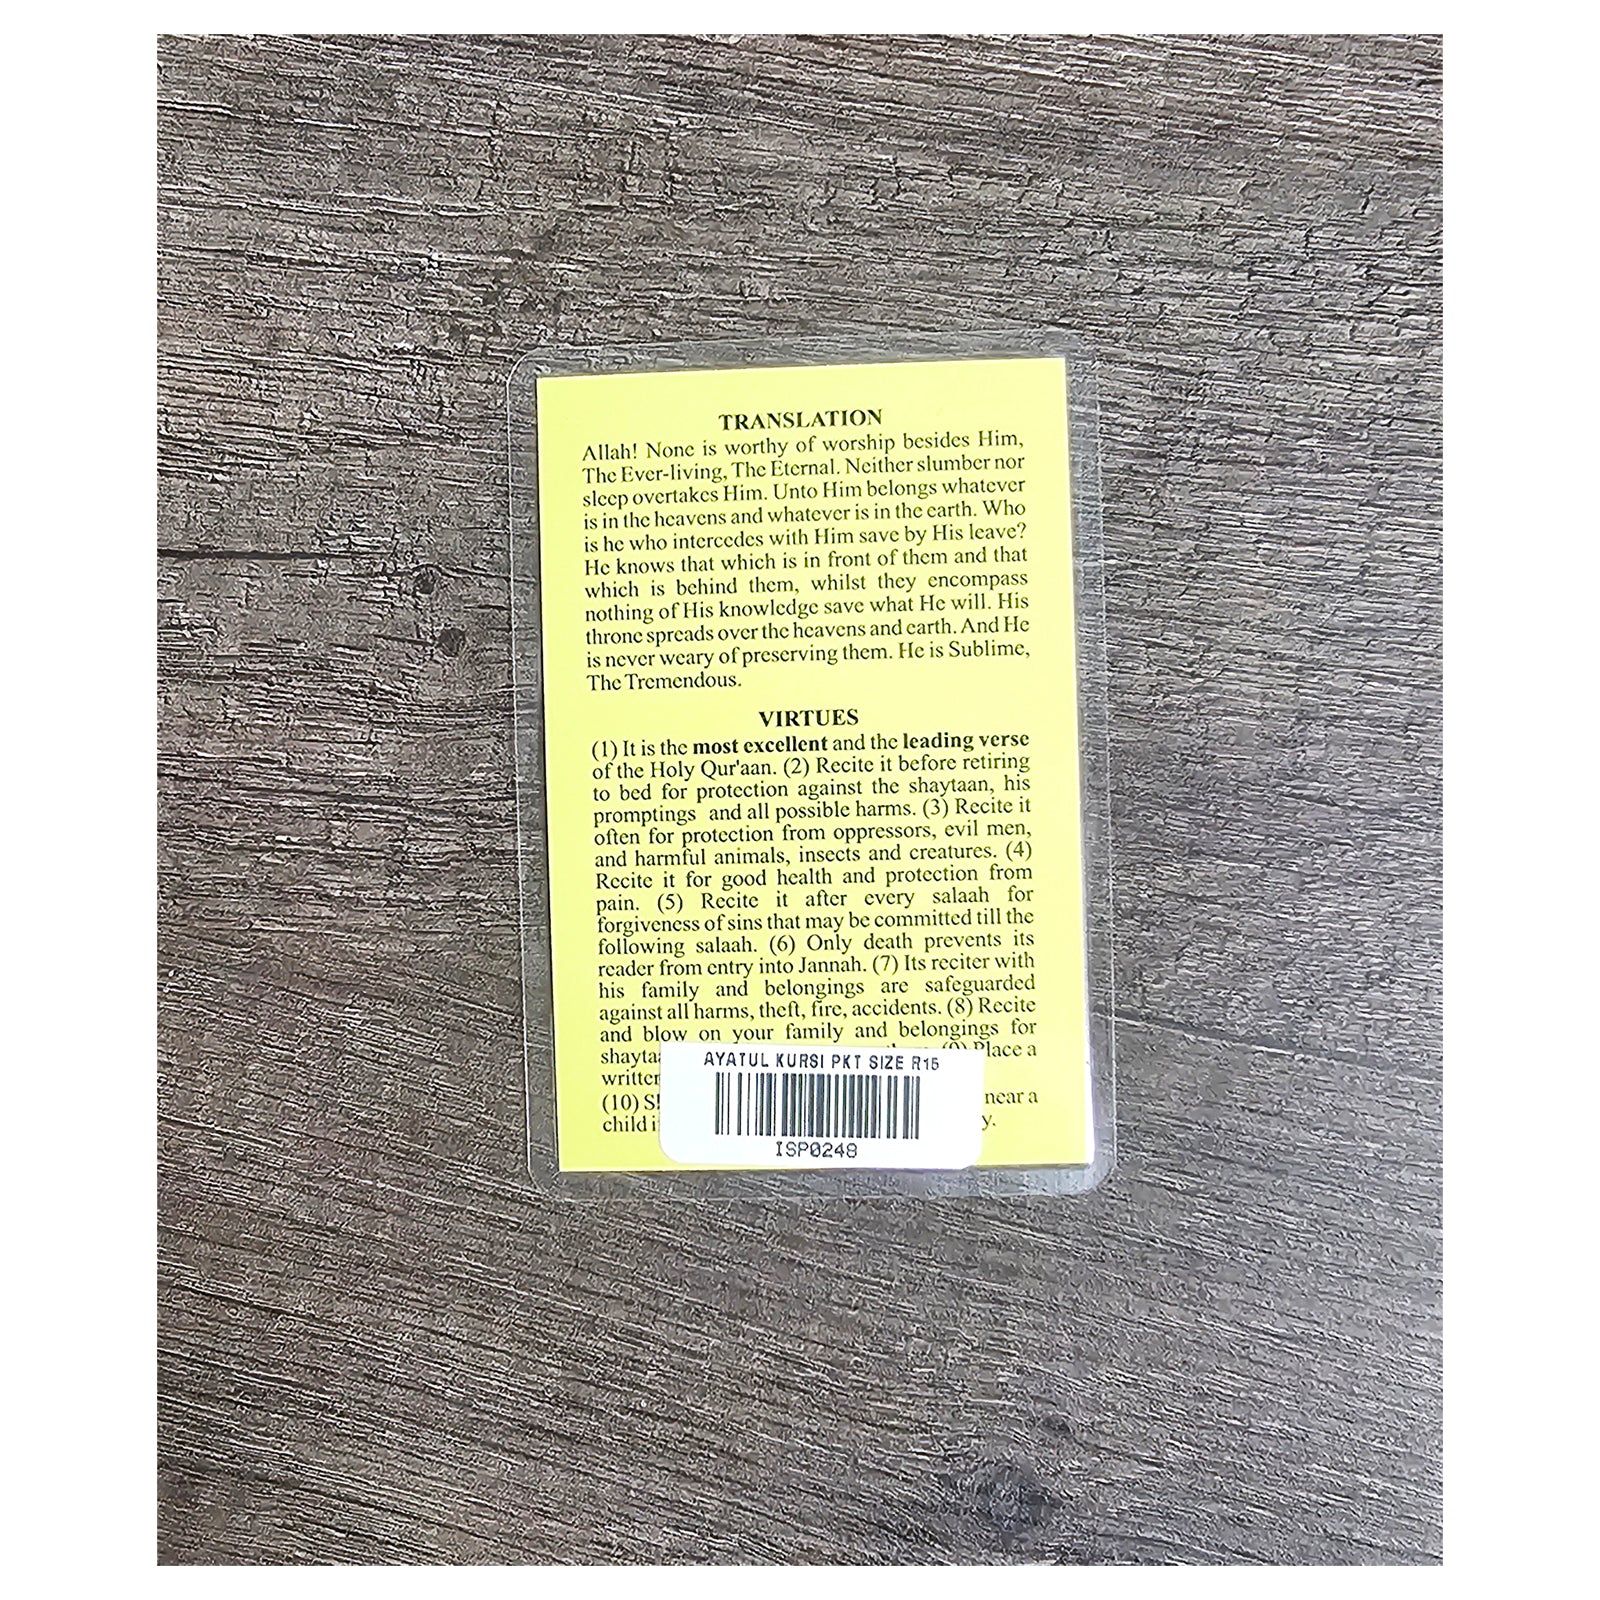 TRANSLATION
Allah! None is worthy of worship besides Him,
The Ever-living, The Eternal. Neither slumber nor
sleep overtakes Him. Unto Him belongs whatever
is in the heavens and whatever is in the earth. Who
is he who intercedes with Him save by His leave?
He knows that which is in front of them and that
which is behind them, whilst they encompass
nothing of His knowledge save what He will. His
throne spreads over the heavens and earth. And He
is never weary of preserving them. He is Sublime,
The Tremendous.
VIRTUES
(1) It is the most excellent and the leading verse
of the Holy Qur'aan. (2) Recite it before retiring
to bed for protection against the shaytaan, his
promptings and all possible harms. (3) Recite it
often for protection from oppressors, evil men,
and harmful animals, insects and creatures. (4)
Recite it for good health and protection from
pain. (5) Recite it after every salaah for
forgiveness of sins that may be committed till the
following salaah. (6) Only death prevents its
reader from entry into Jannah. (7) Its reciter with
his family and belongings are safeguarded
against all harms, theft, fire, accidents. (8) Recite
and blow on your family and belongings for
(9) Place a
(10) near a
child
AYATUL KURSI PKT SIZE R15
ISP0248